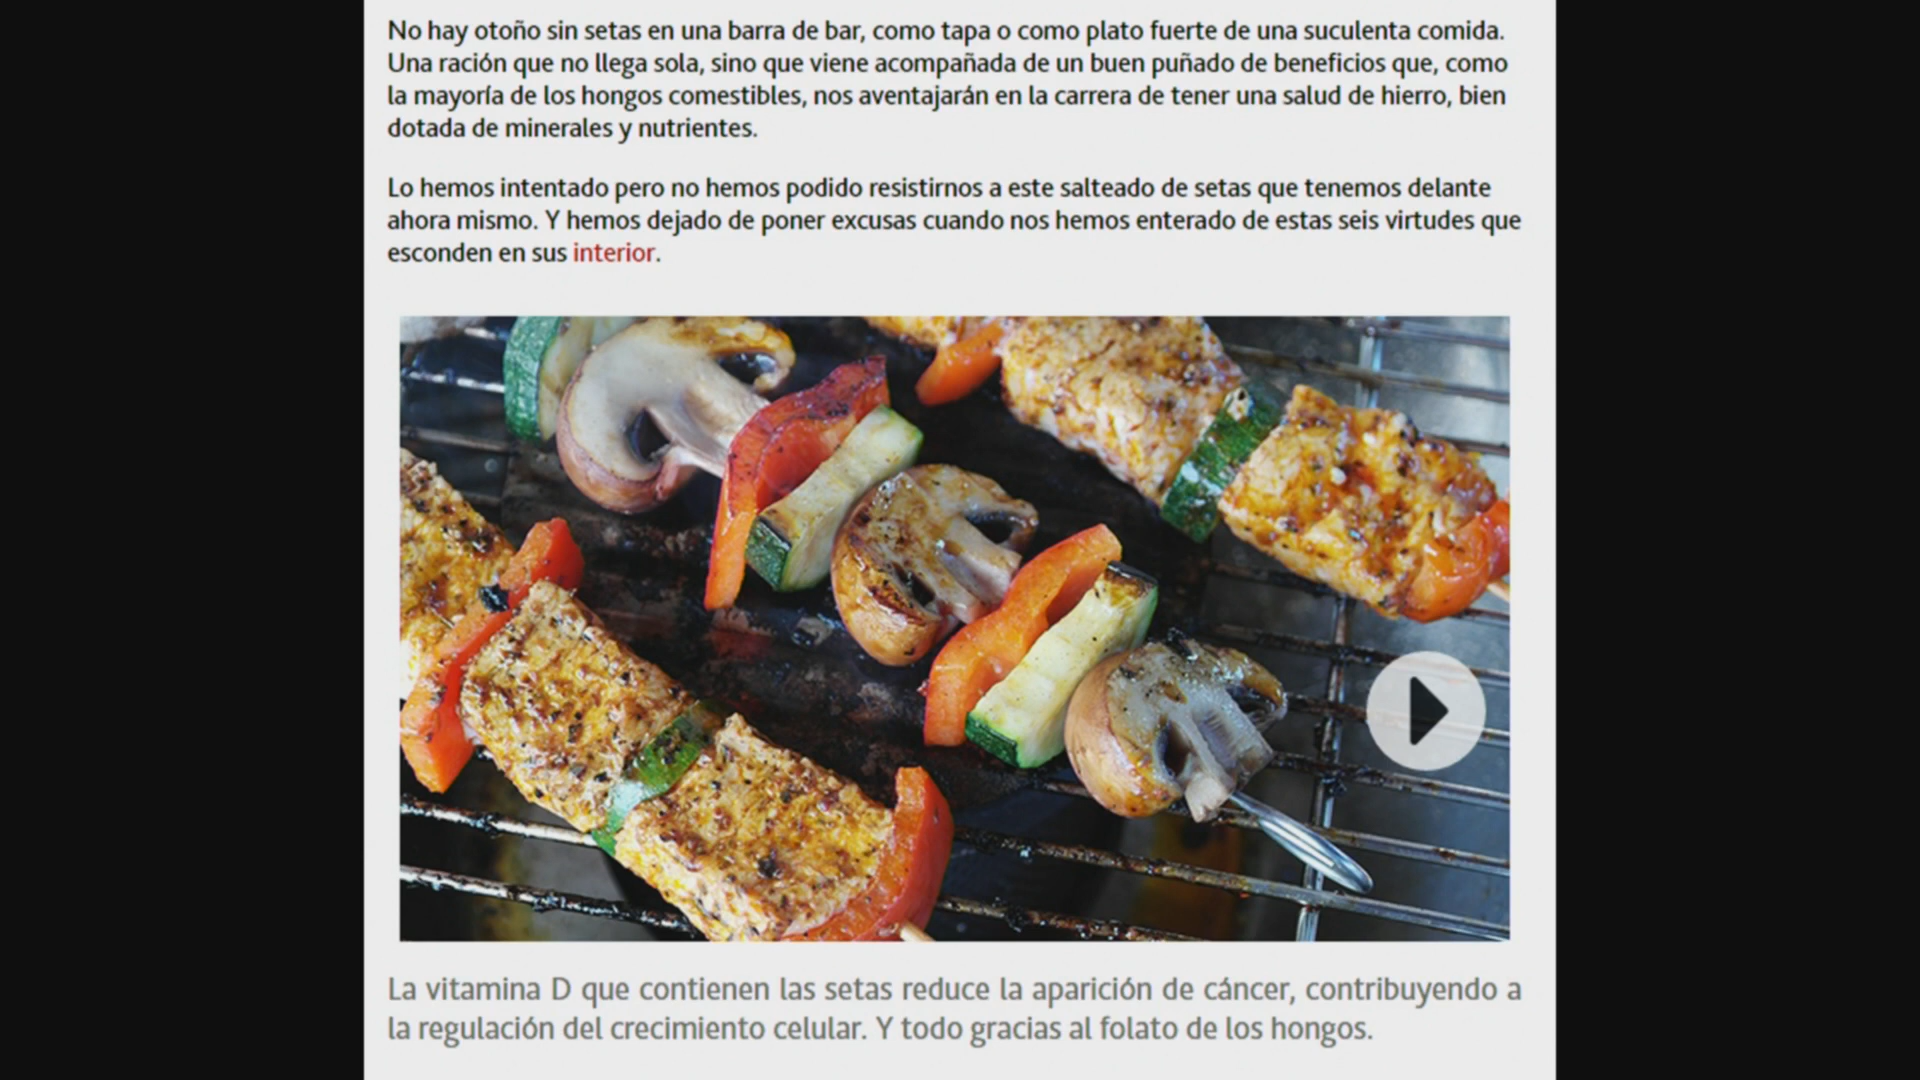 No hay otoño sin setas en una barra de bar, como tapa o como plato fuerte de una suculenta comida.
Una ración que no llega sola, sino que viene acompañada de un buen puñado de beneficios que, como
la mayoría de los hongos comestibles, nos aventajarán en la carrera de tener una salud de hierro, bien
dotada de minerales y nutrientes.
Lo hemos intentado pero no hemos podido resistirnos a este salteado de setas que tenemos delante
ahora mismo. Y hemos dejado de poner excusas cuando nos hemos enterado de estas seis virtudes que
esconden en sus interior.
La vitamina D que contienen las setas reduce la aparición de cáncer, contribuyendo a
la regulación del crecimiento celular. Y todo gracias al folato de los hongos.